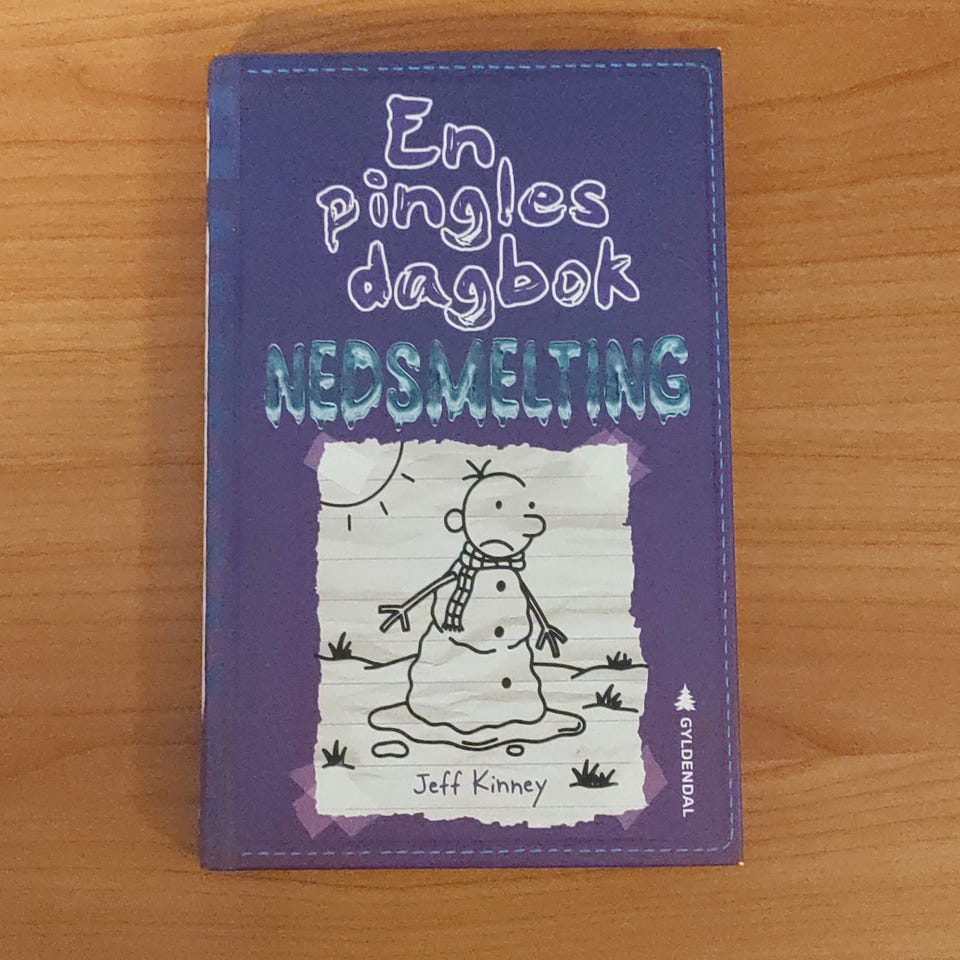 En
pingles
dagbok
NEDSMELTING
Jeff Kinney
GYLDENDAL